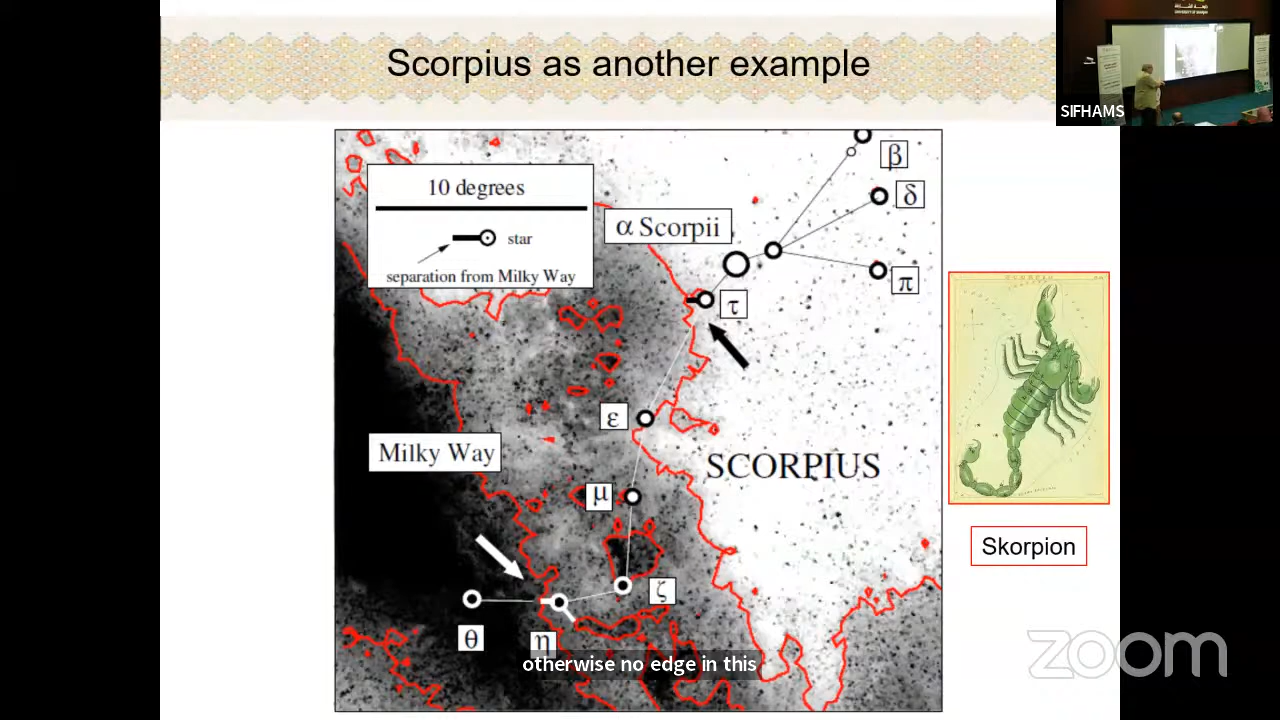 Scorpius as another example
SIFHAMS
10 degrees
star
separation from Milky Way
α Scorpii
β
δ
π
τ
ε
Milky Way
SCORPIUS
μ
ζ
θ
η
Skorpion
otherwise no edge in this
zoom